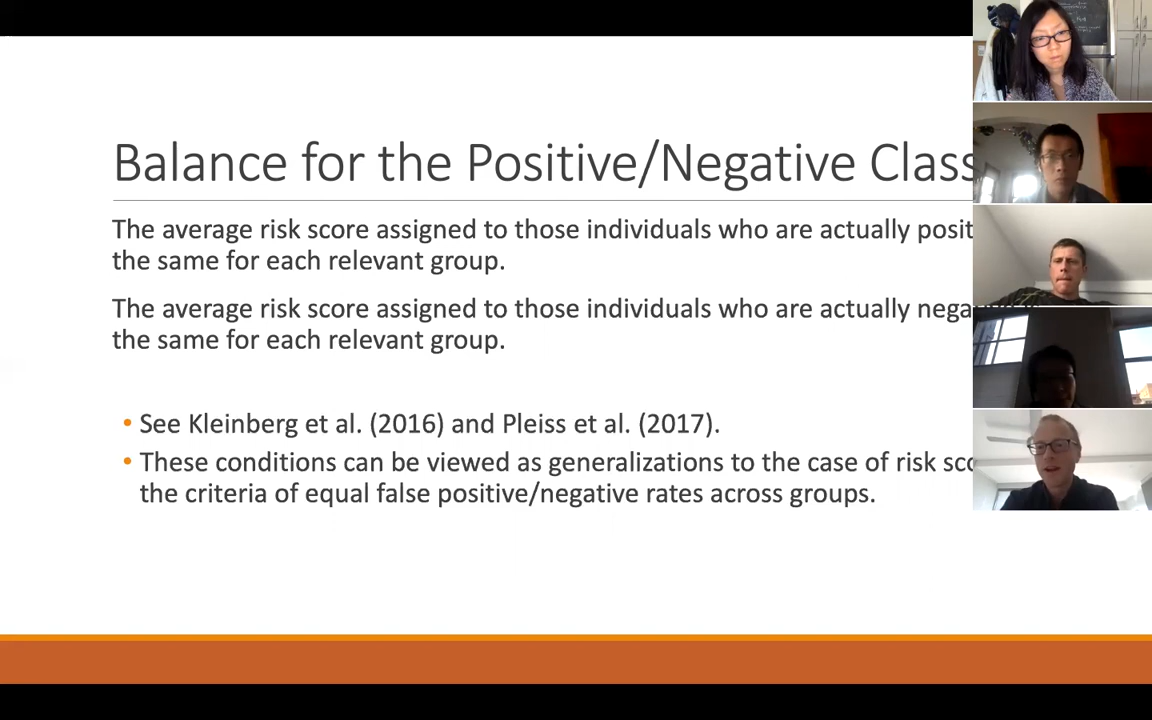 Balance for the Positive/Negative Class
The average risk score assigned to those individuals who are actually posit
the same for each relevant group.
The average risk score assigned to those individuals who are actually nega
the same for each relevant group.
• See Kleinberg et al. (2016) and Pleiss et al. (2017).
• These conditions can be viewed as generalizations to the case of risk sco
the criteria of equal false positive/negative rates across groups.